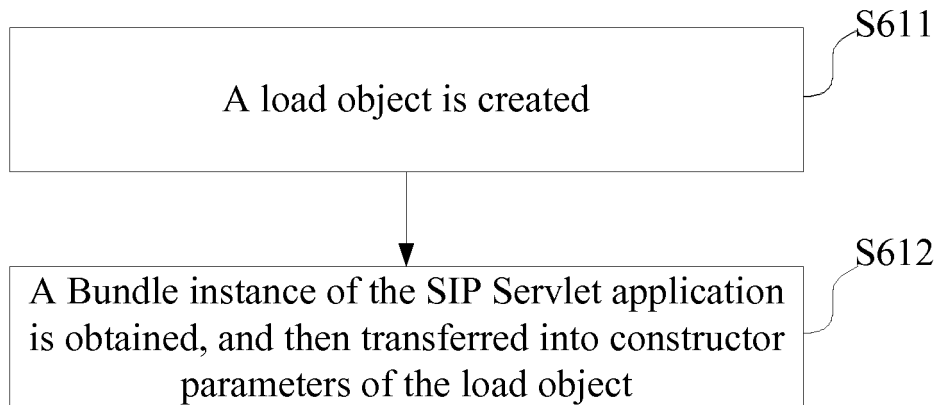 S611
A load object is created
S612
A Bundle instance of the SIP Servlet application
is obtained, and then transferred into constructor
parameters of the load object